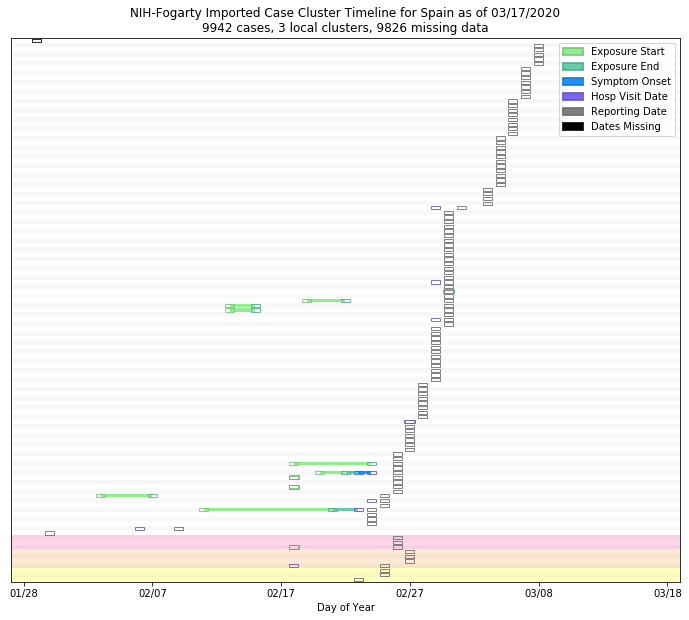 NIH-Fogarty Imported Case Cluster Timeline for Spain as of 03/17/2020
9942 cases, 3 local clusters, 9826 missing data
Exposure Start
Exposure End
Symptom Onset
Hosp Visit Date
Reporting Date
Dates Missing
01/28 02/07 02/17 02/27 03/08 03/18
Day of Year